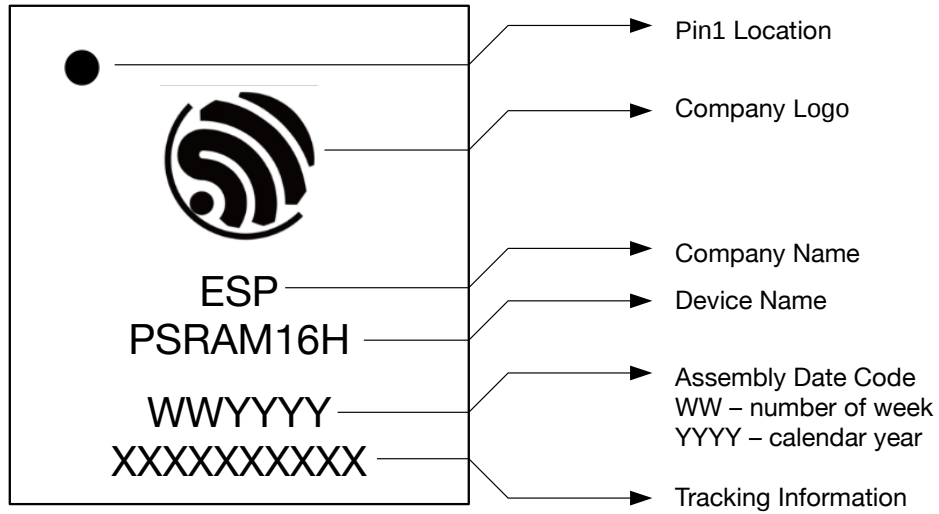 Pin1 Location
Company Logo
ESP
Company Name
PSRAM16H
Device Name
WWYYYY
Assembly Date Code
WW – number of week
YYYY – calendar year
XXXXXXXXXX
Tracking Information